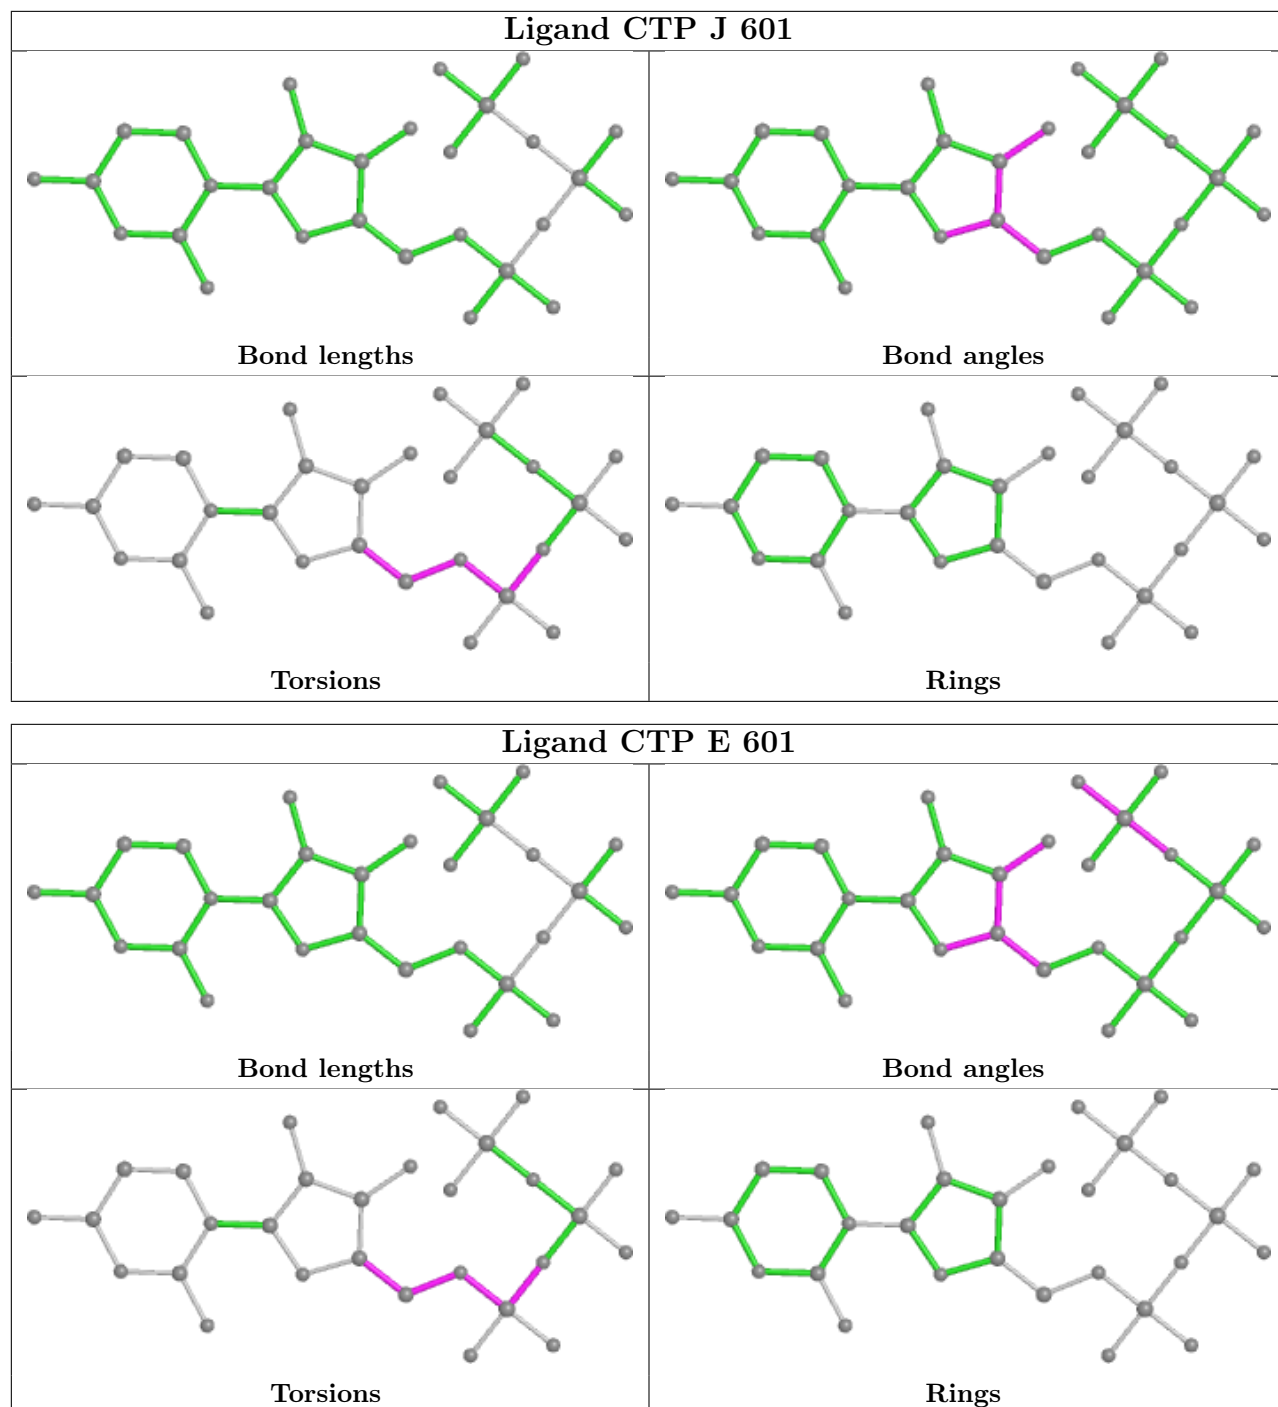 Ligand CTP J 601
Bond lengths
Bond angles
Torsions
Rings
Ligand CTP E 601
Bond lengths
Bond angles
Torsions
Rings